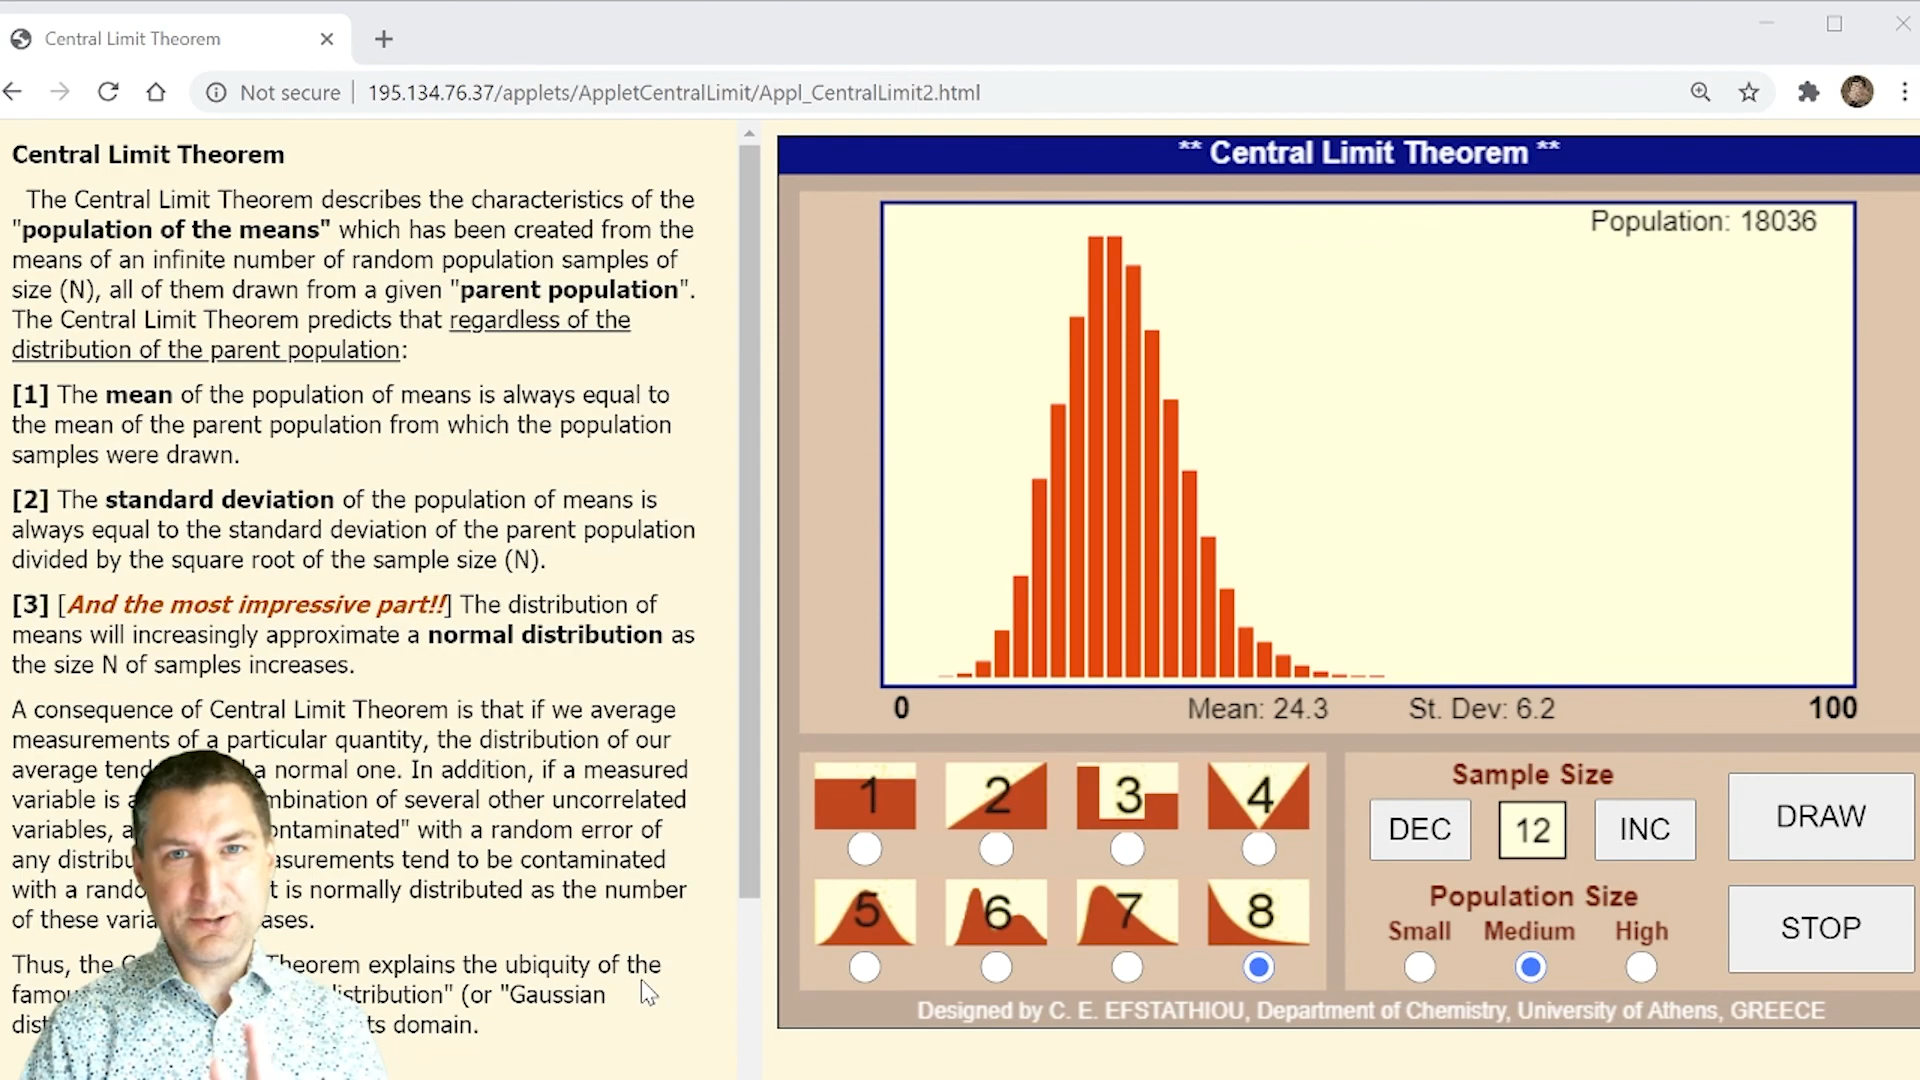 Central Limit Theorem
Not secure
195.134.76.37/applets/AppletCentralLimit/Appl_CentralLimit2.html
Central Limit Theorem
The Central Limit Theorem describes the characteristics of the
"population of the means" which has been created from the
means of an infinite number of random population samples of
size (N), all of them drawn from a given "parent population".
The Central Limit Theorem predicts that regardless of the
distribution of the parent population:
[1] The mean of the population of means is always equal to
the mean of the parent population from which the population
samples were drawn.
[2] The standard deviation of the population of means is
always equal to the standard deviation of the parent population
divided by the square root of the sample size (N).
[3] [And the most impressive part!!] The distribution of
means will increasingly approximate a normal distribution as
the size N of samples increases.
A consequence of Central Limit Theorem is that if we average
measurements of a particular quantity, the distribution of our
average a normal one. In addition, if a measured
variable is of several other uncorrelated
variables, with a random error of
any tend to be contaminated
with a is normally distributed as the number
of these
Thus, the Theorem explains the ubiquity of the
(or "Gaussian
domain.
** Central Limit Theorem **
Population: 18036
0 Mean: 24.3 St. Dev: 6.2 100
1 2 3 4
5 6 7 8
Sample Size
DEC 12 INC
Population Size
Small Medium High
DRAW
STOP
Designed by C. E. EFSTATHIOU, Department of Chemistry, University of Athens, GREECE